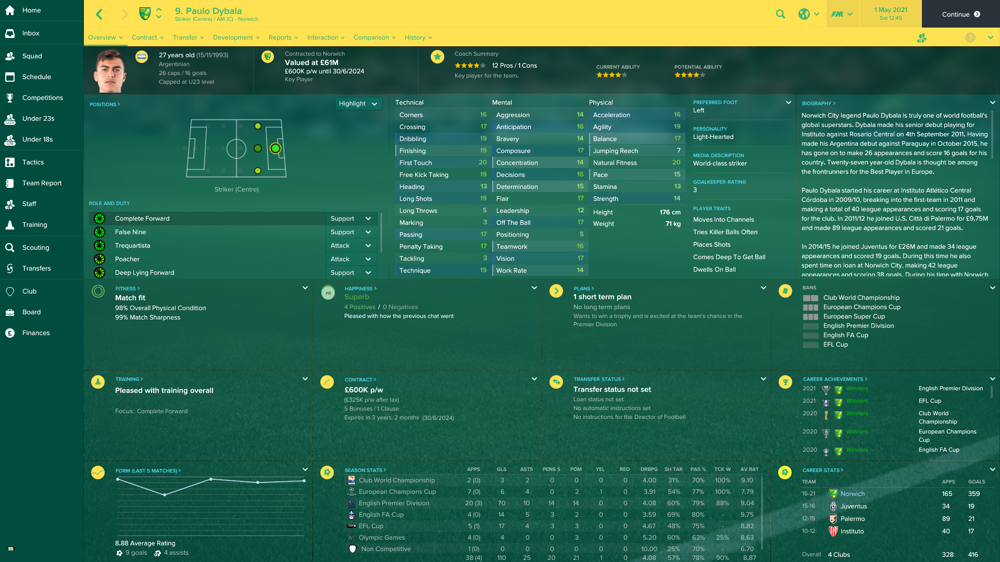 Home
Inbox
Squad
Schedule
Competitions
U23
Under 23s
U18
Under 18s
Tactics
Team Report
Staff
Training
Scouting
Transfers
Club
Board
Finances
9. Paulo Dybala
Striker (Centre) / AM (C) - Norwich
FM
1 May 2021
Sat 12:45
Continue
Overview Contract Transfer Development Reports Interaction Comparison History
?
27 years old (15/11/1993)
Argentinian
26 caps / 16 goals
Capped at U23 level
Contracted to Norwich
Valued at £61M
£600K p/w until 30/6/2024
Key Player
Coach Summary
12 Pros / 1 Cons
Key player for the team.
CURRENT ABILITY
POTENTIAL ABILITY
POSITIONS >
Highlight
Striker (Centre)
ROLE AND DUTY
Complete Forward Support
False Nine Support
Trequartista Attack
Poacher Attack
Deep Lying Forward Support
Technical
Corners 16
Crossing 17
Dribbling 19
Finishing 19
First Touch 20
Free Kick Taking 19
Heading 13
Long Shots 19
Long Throws 5
Marking 3
Passing 17
Penalty Taking 17
Tackling 3
Technique 19
Mental
Aggression 14
Anticipation 16
Bravery 14
Composure 17
Concentration 14
Decisions 16
Determination 15
Flair 17
Leadership 12
Off The Ball 17
Positioning 5
Teamwork 16
Vision 17
Work Rate 14
Physical
Acceleration 16
Agility 19
Balance 17
Jumping Reach 7
Natural Fitness 20
Pace 15
Stamina 13
Strength 14
Height 176 cm
Weight 71 kg
PREFERRED FOOT
Left
PERSONALITY
Light-Hearted
MEDIA DESCRIPTION
World-class striker
GOALKEEPER RATING
3
PLAYER TRAITS
Moves Into Channels
Tries Killer Balls Often
Places Shots
Comes Deep To Get Ball
Dwells On Ball
BIOGRAPHY >
Norwich City legend Paulo Dybala is truly one of world football's
global superstars. Dybala made his senior debut playing for
Instituto against Rosario Central on 4th September 2011. Having
made his Argentina debut against Paraguay in October 2015, he
has gone on to make 26 appearances and score 16 goals for his
country. Twenty-seven year-old Dybala is thought be among
the frontrunners for the Best Player in Europe.
Paulo Dybala started his career at Instituto Atlético Central
Córdoba in 2009/10, breaking into the first-team in 2011 and
making a total of 40 league appearances and scoring 17 goals
for the club. In 2011/12 he joined U.S. Città di Palermo for £9.75M
and made 89 league appearances and scored 21 goals.
In 2014/15 he joined Juventus for £26M and made 34 league
appearances and scored 19 goals. During this time he also
spent time on loan at Norwich City, making 42 league
appearances and scoring 38 goals. During his time with Norwich
FITNESS >
Match fit
98% Overall Physical Condition
99% Match Sharpness
PR
HAPPINESS >
Superb
4 Positives / 0 Negatives
Pleased with how the previous chat went
PLANS >
1 short term plan
No long term plans
Wants to win a trophy and is excited at the team's chance in the
Premier Division
BANS
Club World Championship
European Champions Cup
European Super Cup
English Premier Division
English FA Cup
EFL Cup
TRAINING >
Pleased with training overall
Focus: Complete Forward
CONTRACT >
£600K p/w
(£325K p/w after tax)
5 Bonuses / 1 Clause
Expires in 3 years, 2 months (30/6/2024)
TRANSFER STATUS >
Transfer status not set
Loan status not set
No automatic instructions set
No instructions for the Director of Football
CAREER ACHIEVEMENTS >
2021 Winners English Premier Division
2021 Winners EFL Cup
2020 Winners Club World
Championship
2020 Winners European Champions
Cup
2020 Winners English FA Cup
FORM (LAST 5 MATCHES) >
8.88 Average Rating
9 goals 4 assists
SEASON STATS > APPS GLS ASTS PENS S POM YEL RED DRBPG SH TAR PAS % TCK W AV RAT
Club World Championship 2 (0) 3 2 0 0 0 0 4.00 31% 70% 100% 9.10
European Champions Cup 7 (0) 6 4 0 2 1 0 3.91 54% 77% 100% 7.79
English Premier Division 20 (3) 70 10 14 14 0 0 4.08 60% 79% 88% 9.04
English FA Cup 4 (0) 14 5 3 2 0 0 3.59 69% 80% - 9.75
EFL Cup 5 (1) 17 4 3 3 0 0 4.67 48% 75% - 8.82
Olympic Games 4 (0) 4 0 0 3 0 0 5.20 60% 63% 25% 8.63
Non Competitive 1 (0) 0 0 0 0 0 0 10.00 25% 70% - 6.70
38 (4) 110 25 20 21 1 0 4.08 57% 78% 90% 8.87
CAREER STATS >
TEAM APPS GOALS
16-21 Norwich 165 359
15-16 Juventus 34 19
12-15 Palermo 89 21
10-12 Instituto 40 17
Overall 4 Clubs 328 416